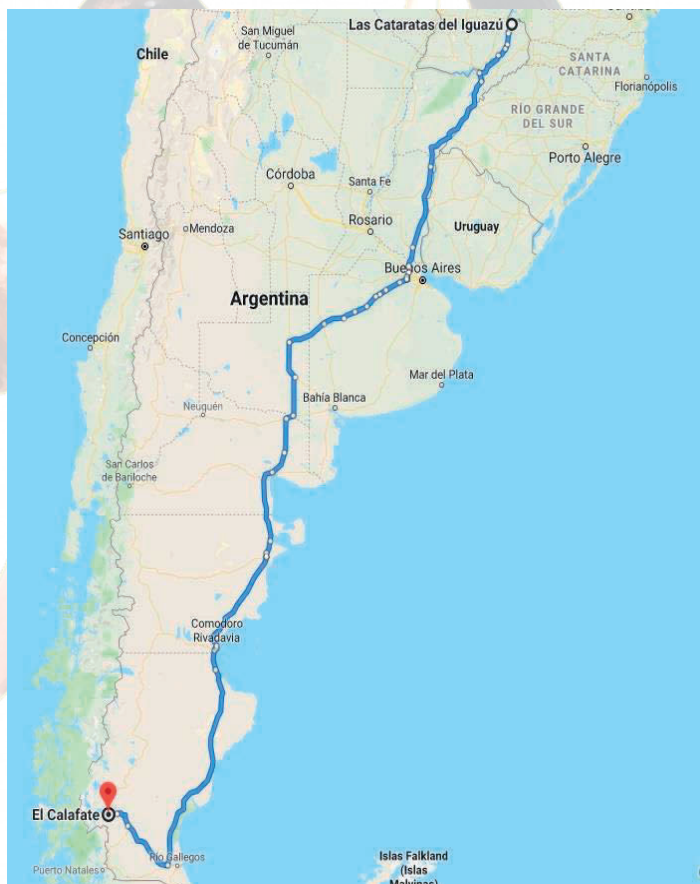 Las Cataratas del Iguazú
San Miguel
de Tucumán
Chile
SANTA
CATARINA
Florianópolis
RÍO GRANDE
DEL SUR
Porto Alegre
Córdoba
Santa Fe
Mendoza
Rosario
Uruguay
Santiago
Buenos Aires
Argentina
Concepción
Mar del Plata
Bahía Blanca
Neuquén
San Carlos
de Bariloche
Comodoro
Rivadavia
El Calafate
Río Gallegos
Puerto Natales
Islas Falkland
(Islas
Malvinas)